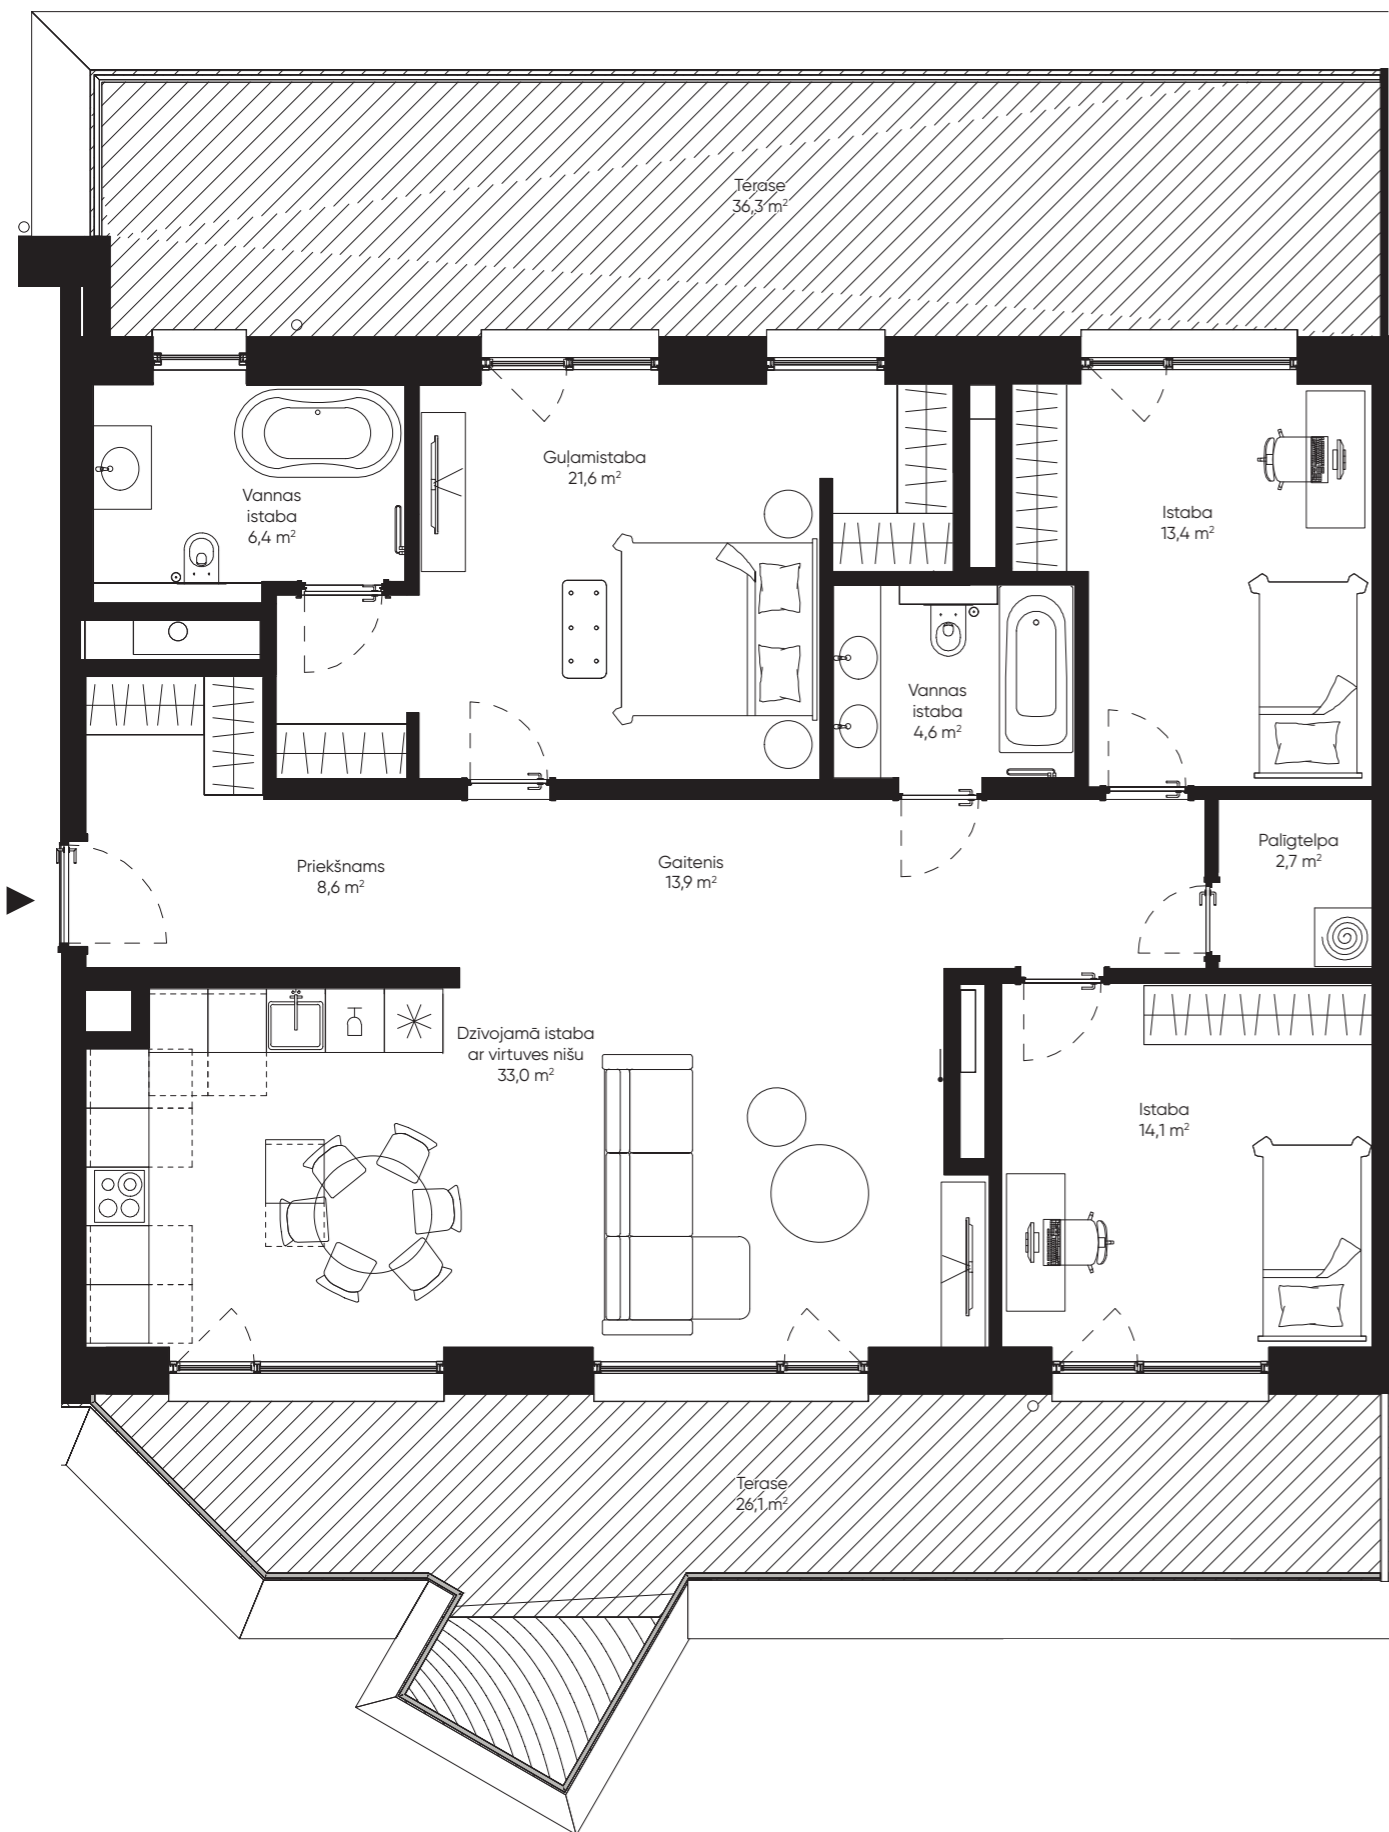 Terase
36,3 m²
Guļamistaba
21,6 m²
Vannas
istaba
6,4 m²
Istaba
13,4 m²
Vannas
istaba
4,6 m²
Priekšnams
8,6 m²
Gaitenis
13,9 m²
Palīgtelpa
2,7 m²
Dzīvojamā istaba
ar virtuves nišu
33,0 m²
Istaba
14,1 m²
Terase
26,1 m²